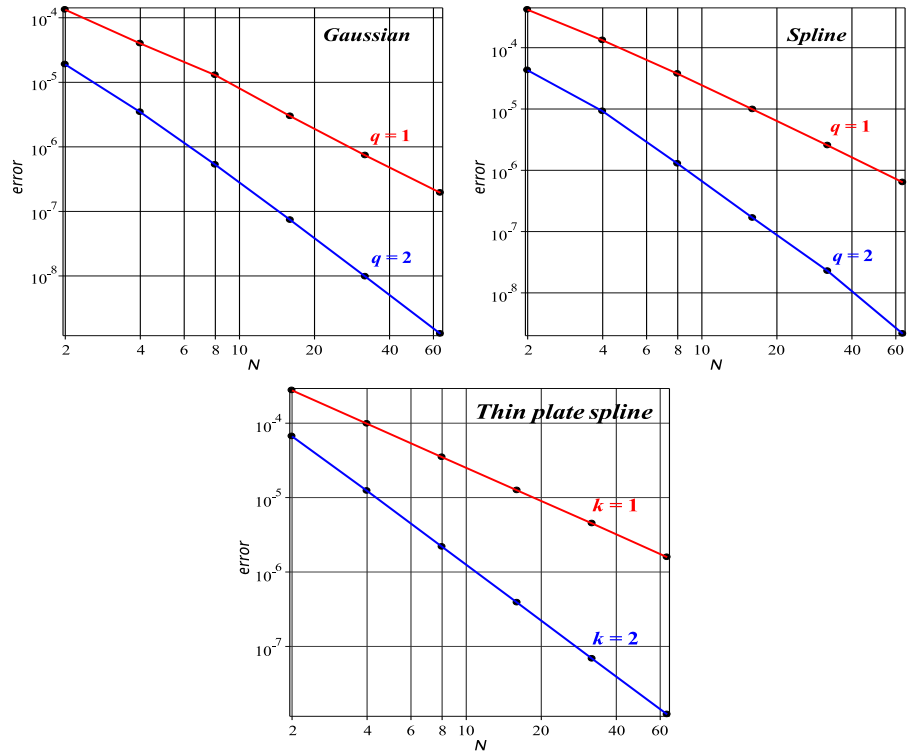 Gaussian
10^-4
10^-5
10^-6
10^-7
10^-8
error
q = 1
q = 2
2 4 6 8 10 20 40 60
N
Spline
10^-4
10^-5
10^-6
10^-7
10^-8
error
q = 1
q = 2
2 4 6 8 10 20 40 60
N
Thin plate spline
10^-4
10^-5
10^-6
10^-7
error
k = 1
k = 2
2 4 6 8 10 20 40 60
N